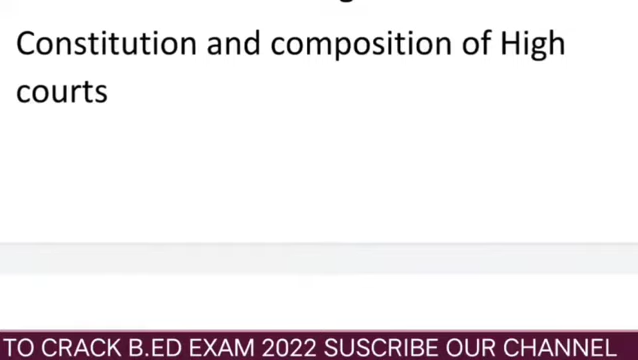 Constitution and composition of High
courts
TO CRACK B.ED EXAM 2022 SUSCRIBE OUR CHANNEL